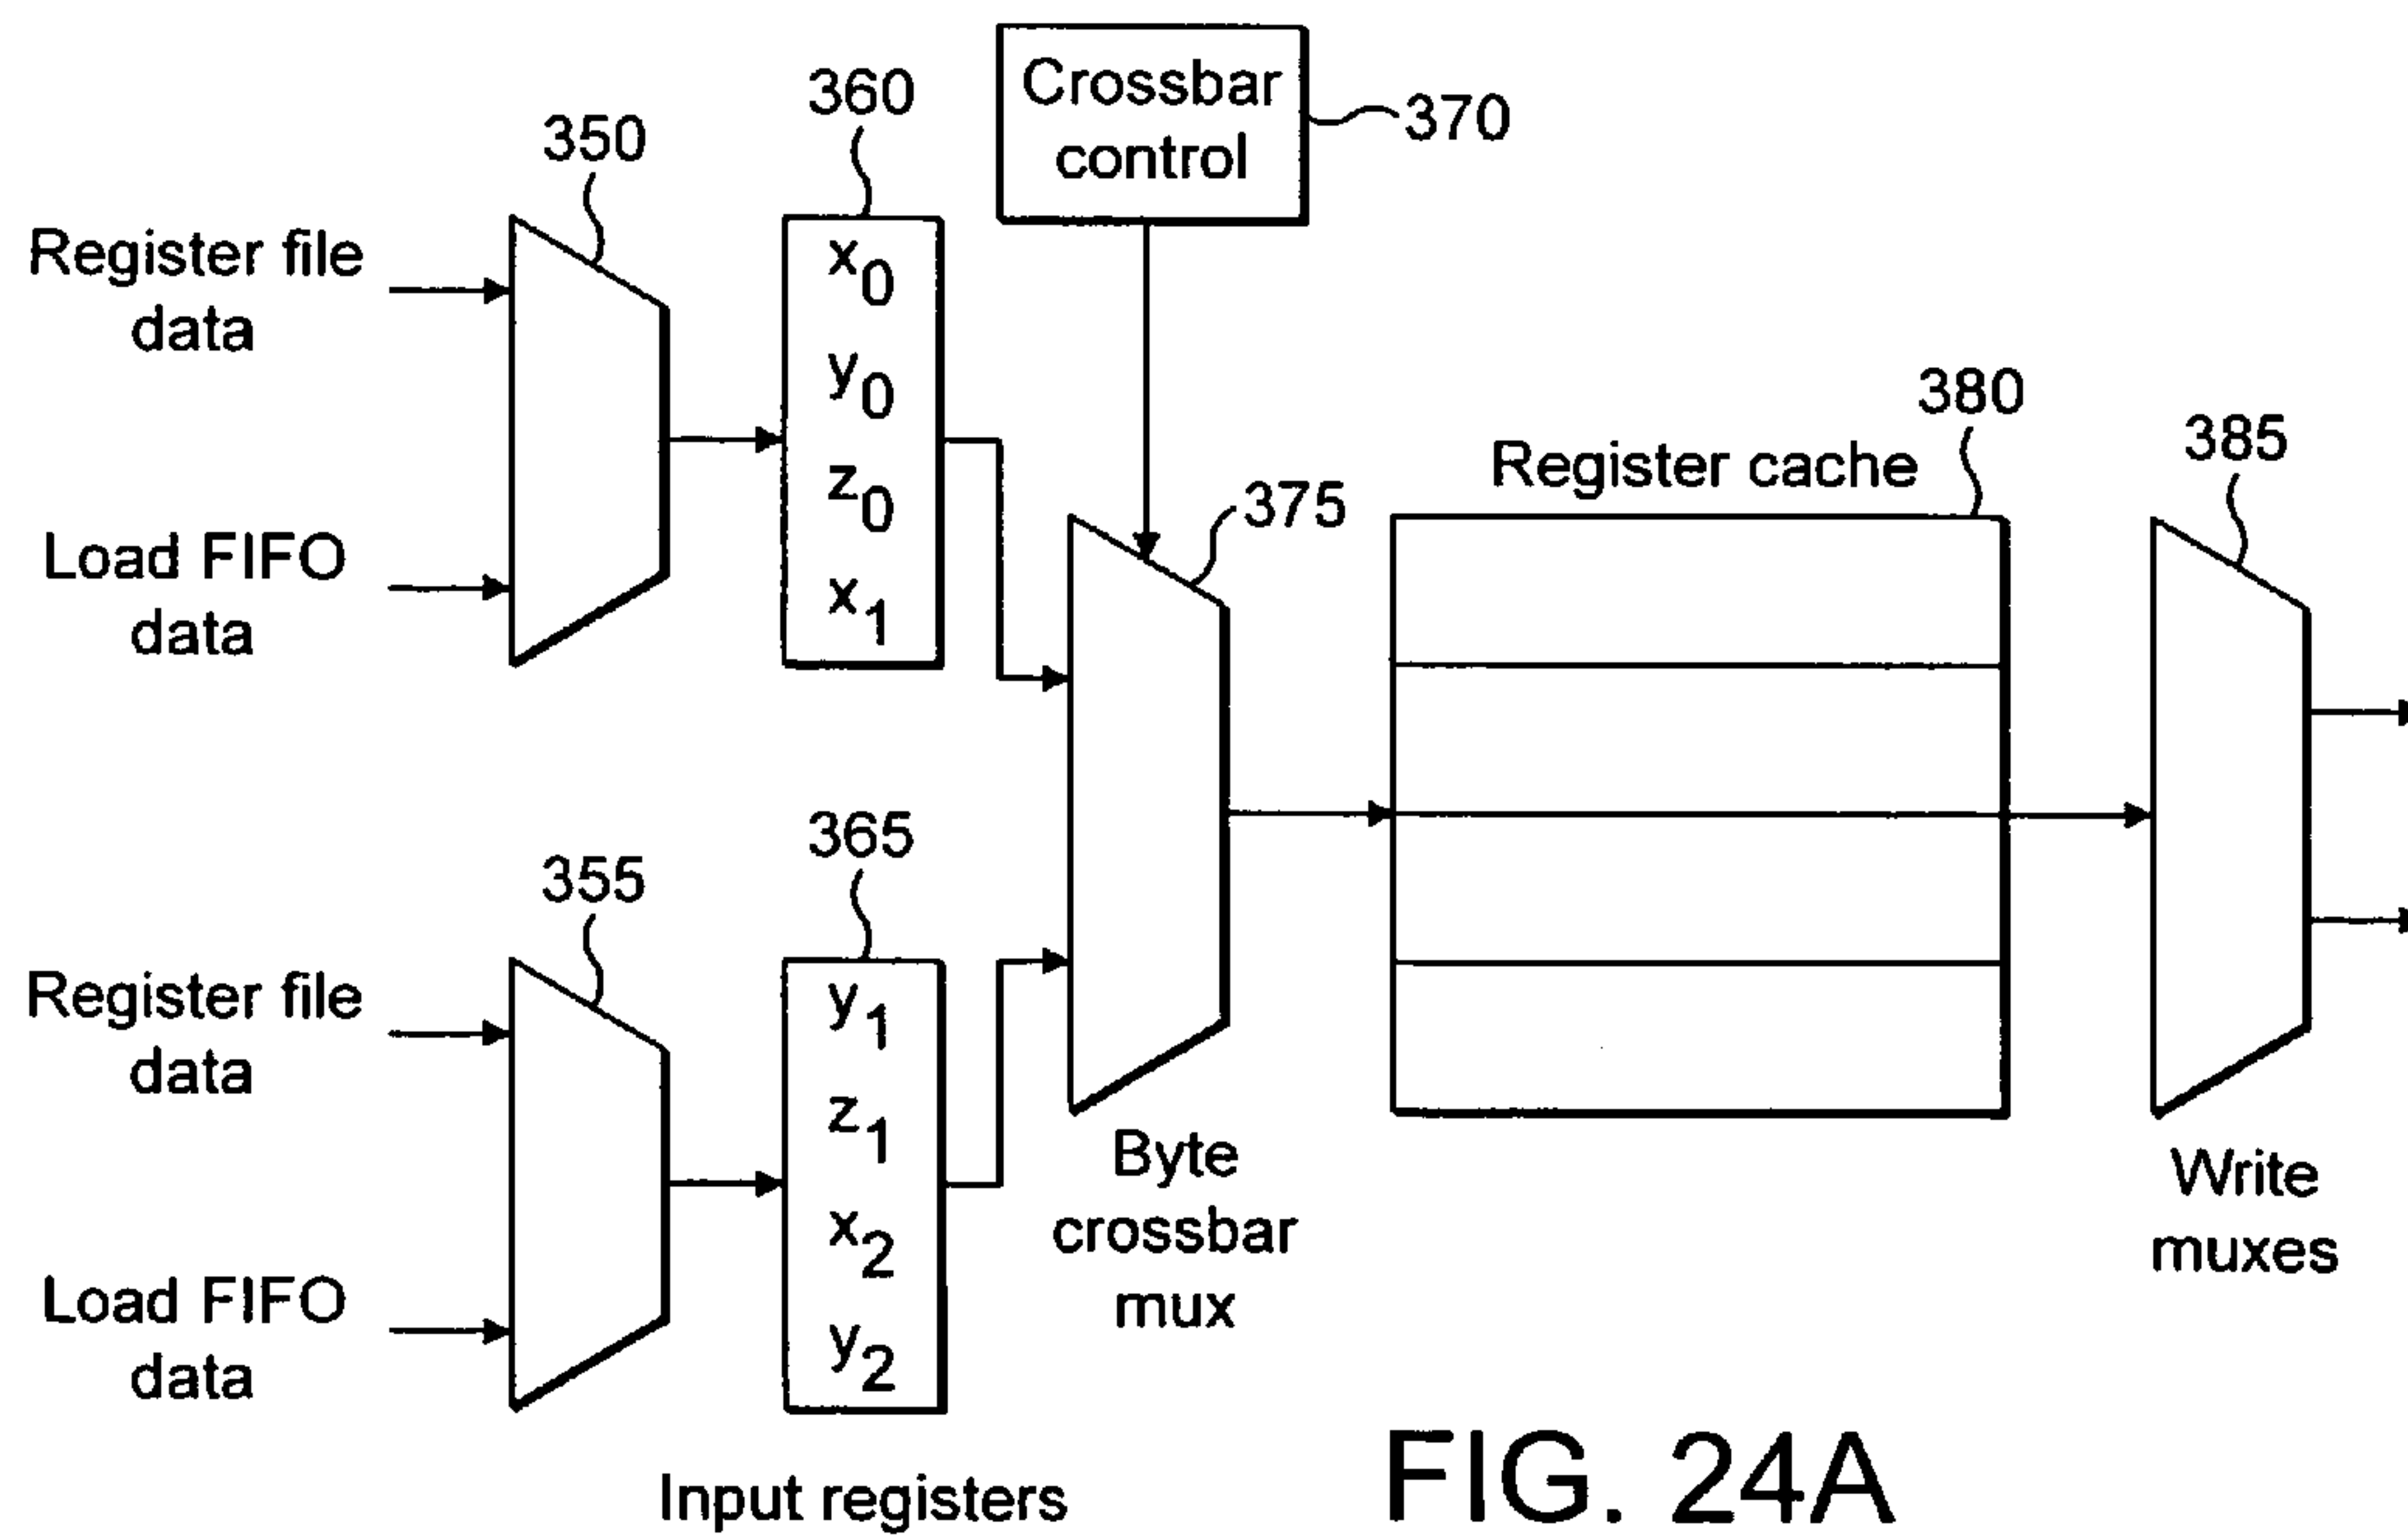 Crossbar
control
370
360
350
Register file
data
Load FIFO
data
x0
y0
z0
x1
375
Register cache
380
385
355
365
Register file
data
Load FIFO
data
y1
z1
x2
y2
Byte
crossbar
mux
Write
muxes
Input registers
FIG. 24A